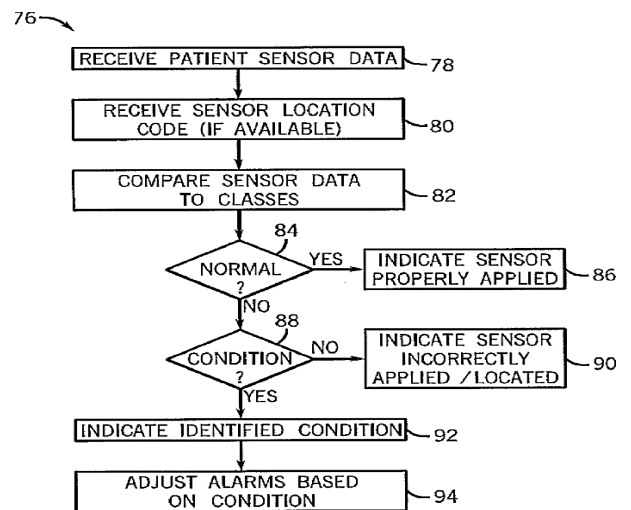 76
RECEIVE PATIENT SENSOR DATA
78
RECEIVE SENSOR LOCATION
CODE (IF AVAILABLE)
80
COMPARE SENSOR DATA
TO CLASSES
82
84
NORMAL
?
YES
INDICATE SENSOR
PROPERLY APPLIED
86
NO
88
CONDITION
?
NO
INDICATE SENSOR
INCORRECTLY
APPLIED /LOCATED
90
YES
INDICATE IDENTIFIED CONDITION
92
ADJUST ALARMS BASED
ON CONDITION
94